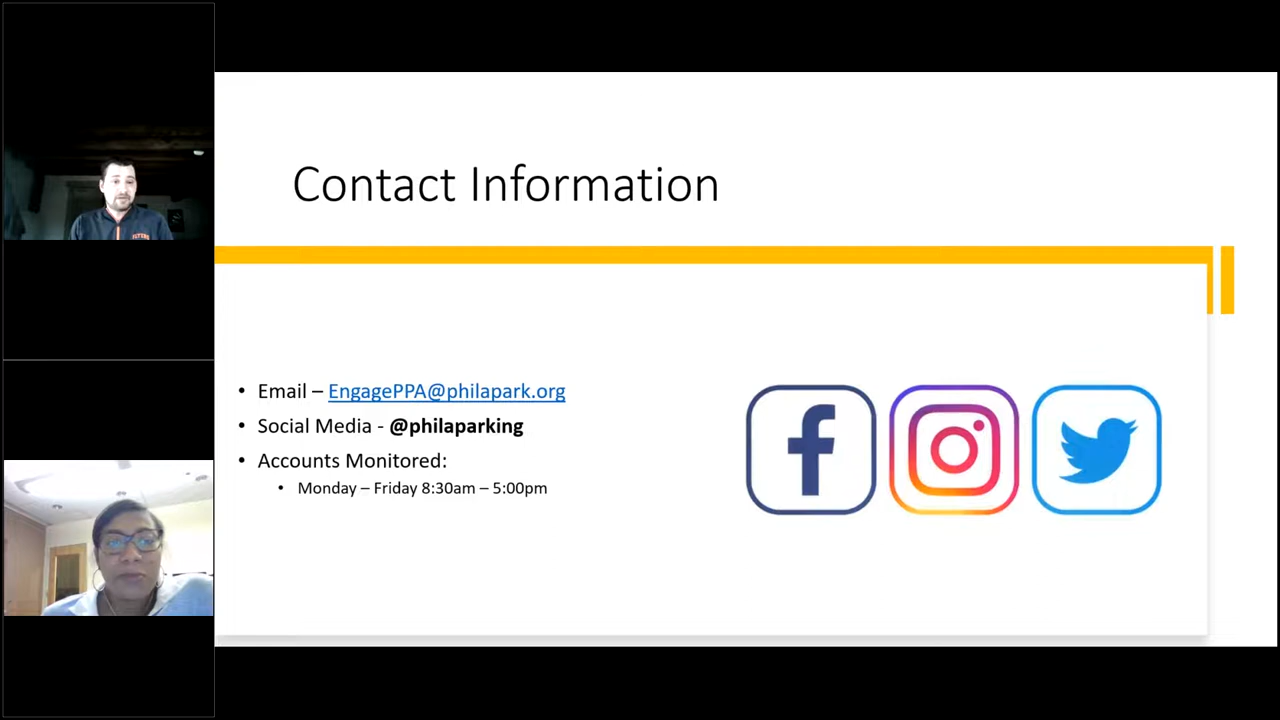 Contact Information
• Email – EngagePPA@philapark.org
• Social Media - @philaparking
• Accounts Monitored:
• Monday – Friday 8:30am – 5:00pm